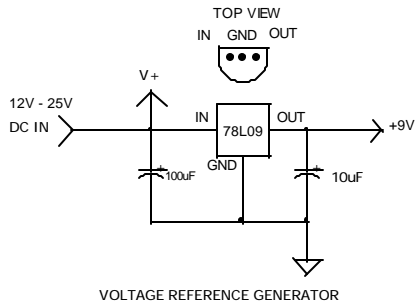 TOP VIEW
IN GND OUT
V+
12V - 25V
DC IN
IN
78L09
OUT
+9V
GND
+
100uF
+
10uF
VOLTAGE REFERENCE GENERATOR